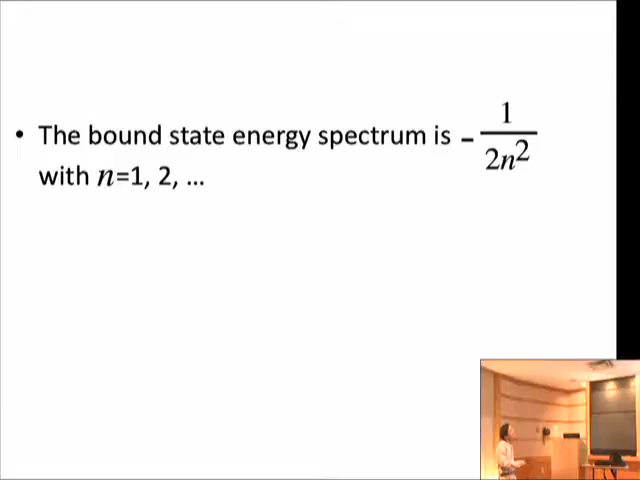 • The bound state energy spectrum is - 1/2n²
with n=1, 2, ...